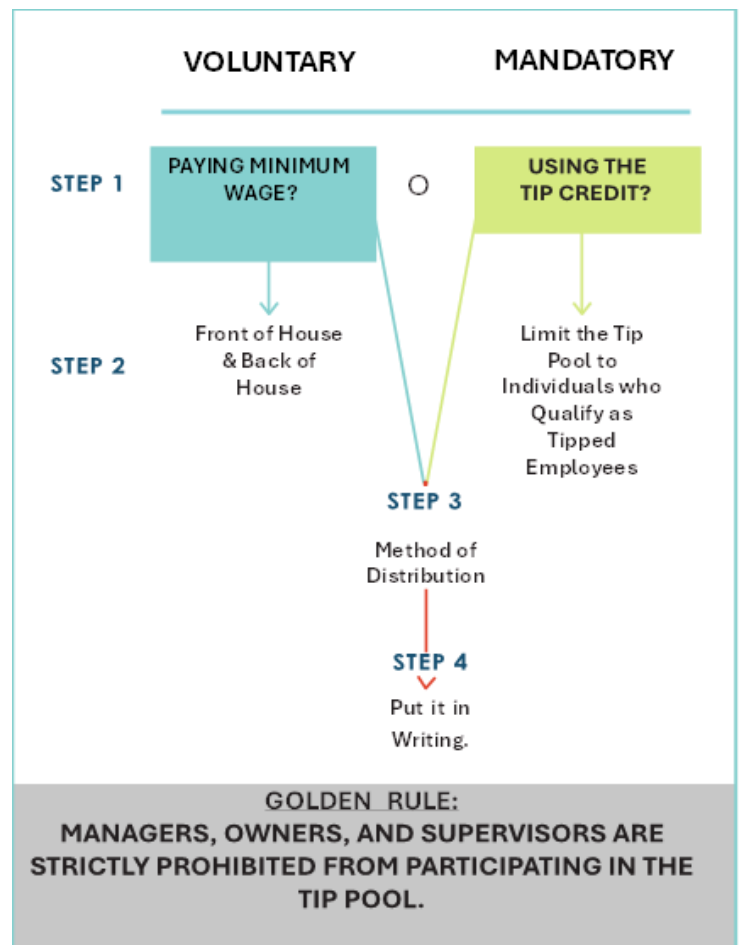 VOLUNTARY
MANDATORY
STEP 1
PAYING MINIMUM
WAGE?
O
USING THE
TIP CREDIT?
STEP 2
Front of House
& Back of
House
Limit the Tip
Pool to
Individuals who
Qualify as
Tipped
Employees
STEP 3
Method of
Distribution
STEP 4
Put it in
Writing.
GOLDEN RULE:
MANAGERS, OWNERS, AND SUPERVISORS ARE
STRICTLY PROHIBITED FROM PARTICIPATING IN THE
TIP POOL.